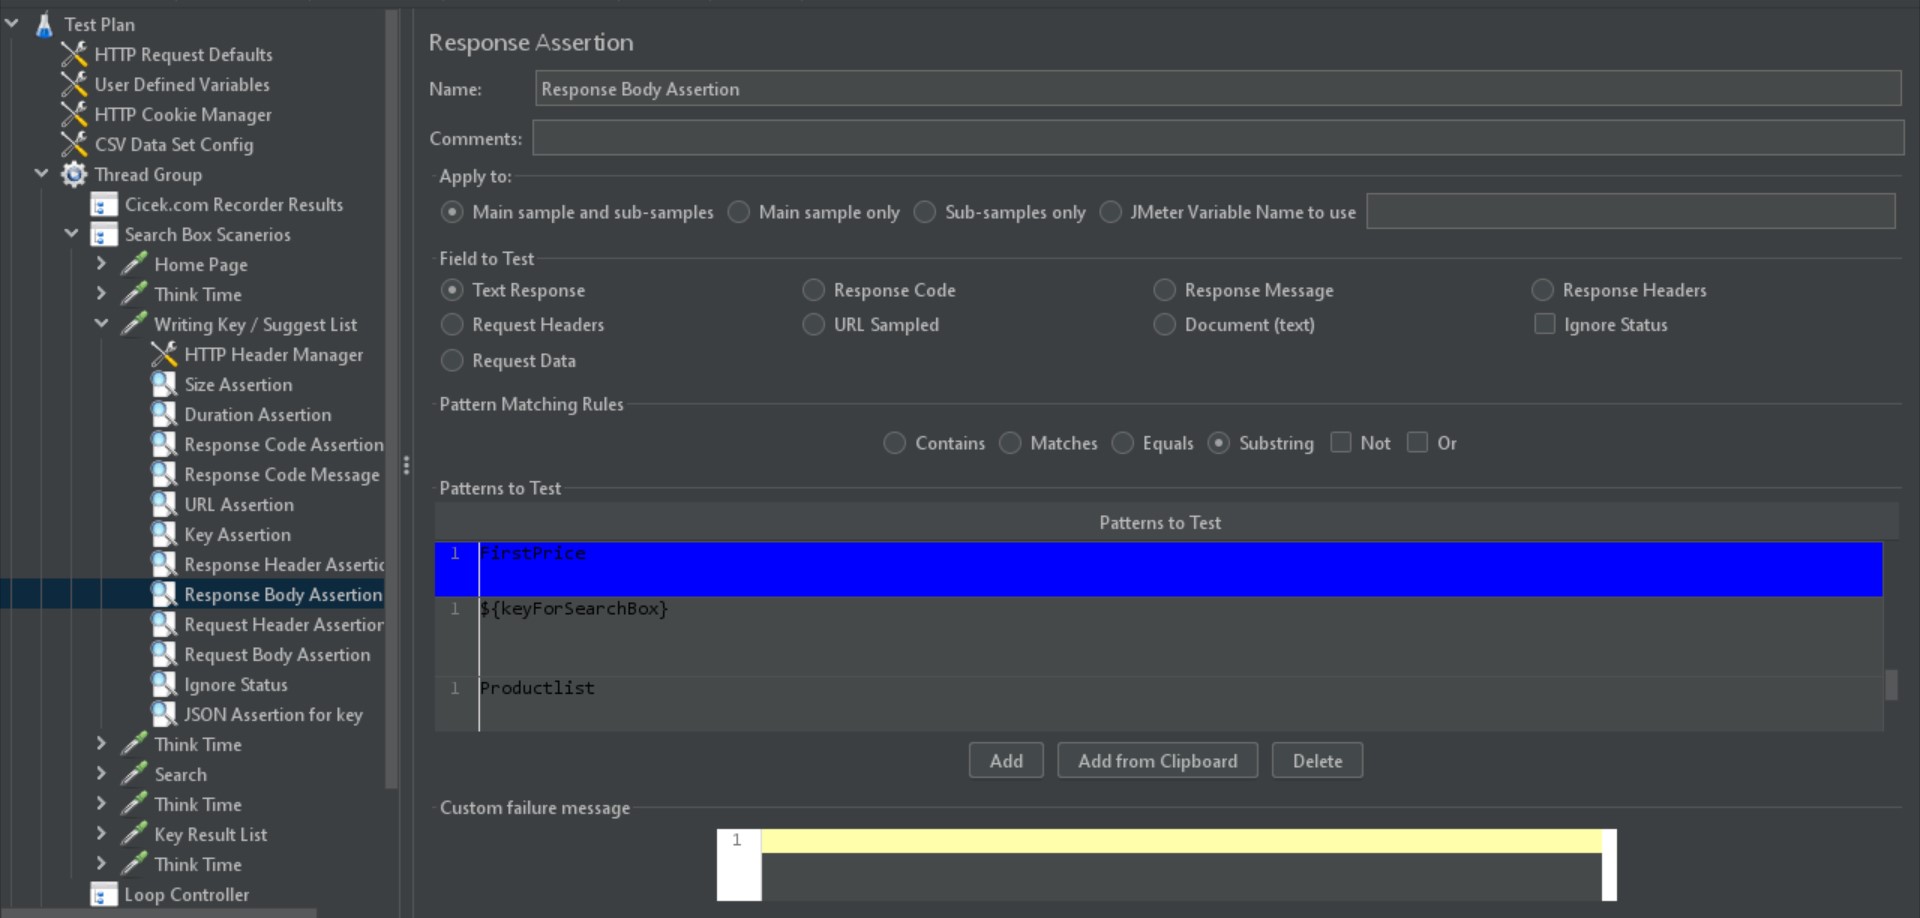 Test Plan
HTTP Request Defaults
User Defined Variables
HTTP Cookie Manager
CSV Data Set Config
Thread Group
Cicek.com Recorder Results
Search Box Scanerios
Home Page
Think Time
Writing Key / Suggest List
HTTP Header Manager
Size Assertion
Duration Assertion
Response Code Assertion
Response Code Message
URL Assertion
Key Assertion
Response Header Assertic
Response Body Assertion
Request Header Assertior
Request Body Assertion
Ignore Status
JSON Assertion for key
Think Time
Search
Think Time
Key Result List
Think Time
Loop Controller
Response Assertion
Name: Response Body Assertion
Comments:
Apply to:
Main sample and sub-samples Main sample only Sub-samples only JMeter Variable Name to use
Field to Test
Text Response Response Code Response Message Response Headers
Request Headers URL Sampled Document (text) Ignore Status
Request Data
Pattern Matching Rules
Contains Matches Equals Substring Not Or
Patterns to Test
Patterns to Test
1 FirstPrice
1 ${keyForSearchBox}
1 Productlist
Add Add from Clipboard Delete
Custom failure message
1